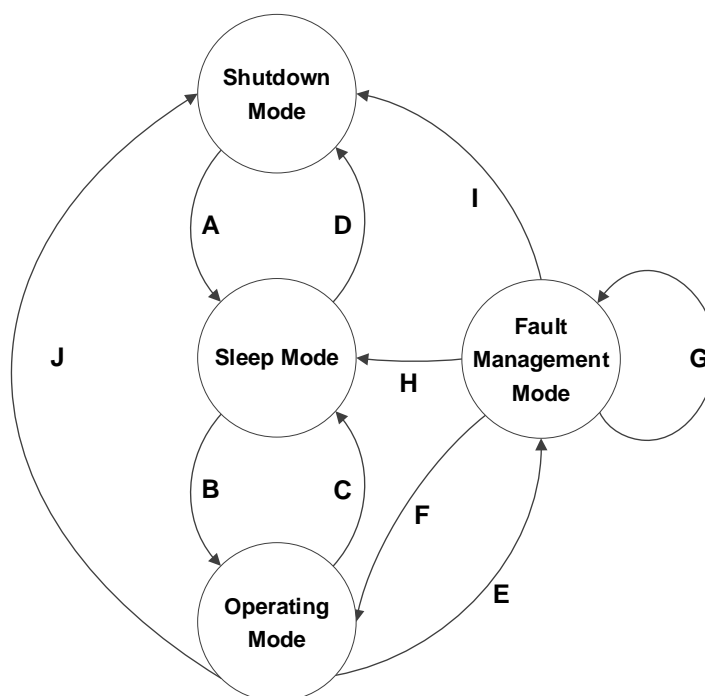 Shutdown
Mode
I
A
D
J
Sleep Mode
Fault
Management
Mode
G
H
B
C
F
E
Operating
Mode